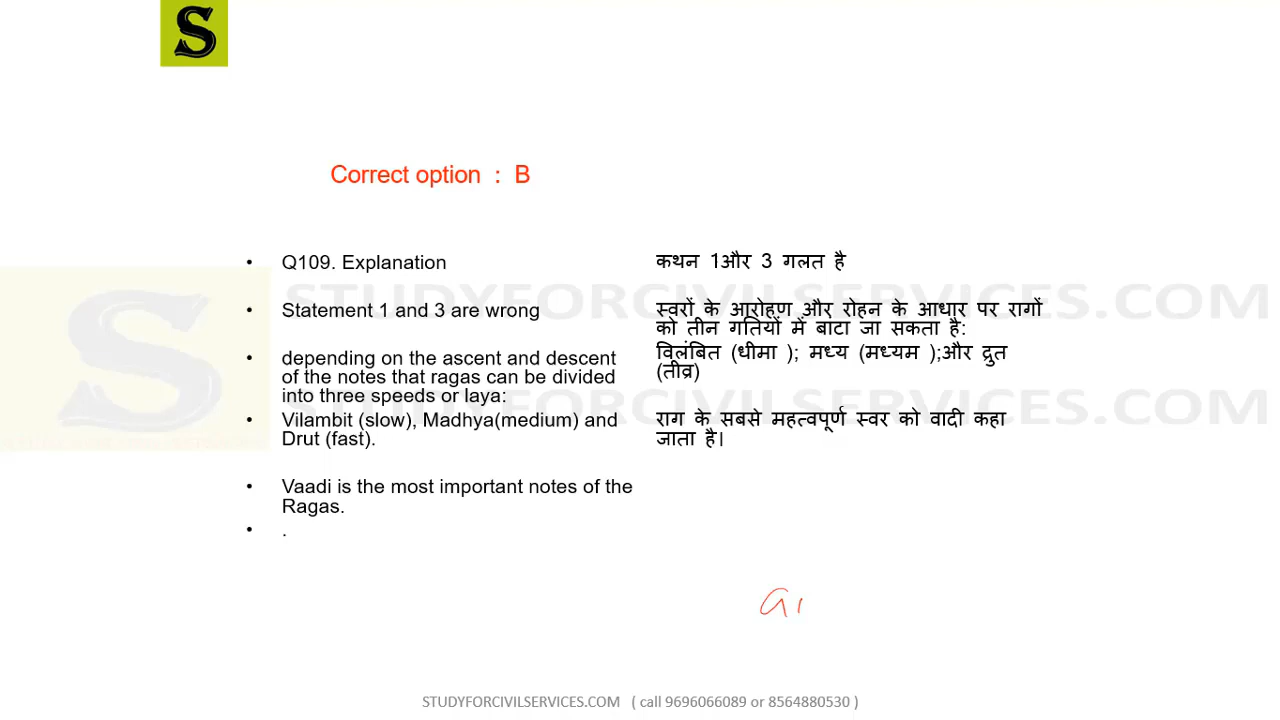 S
Correct option : B
• Q109. Explanation
• Statement 1 and 3 are wrong
• depending on the ascent and descent
of the notes that ragas can be divided
into three speeds or laya:
• Vilambit (slow), Madhya(medium) and
Drut (fast).
• Vaadi is the most important notes of the
Ragas.
• .
कथन 1और 3 गलत है
स्वरों के आरोहण और रोहन के आधार पर रागों
को तीन गतियों में बाटा जा सकता है:
विलंबित (धीमा ); मध्य (मध्यम );और द्रुत
(तीव्र)
राग के सबसे महत्वपूर्ण स्वर को वादी कहा
जाता है।
STUDYFORCIVILSERVICES.COM
STUDYFORCIVILSERVICES.COM
STUDYFORCIVILSERVICES.COM ( call 9696066089 or 8564880530 )